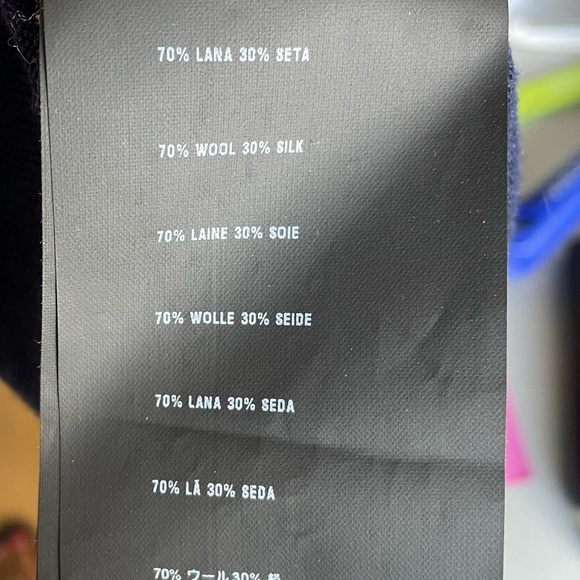 70% LANA 30% SETA
70% WOOL 30% SILK
70% LAINE 30% SOIE
70% WOLLE 30% SEIDE
70% LANA 30% SEDA
70% LÃ 30% SEDA
70% ウール 30%